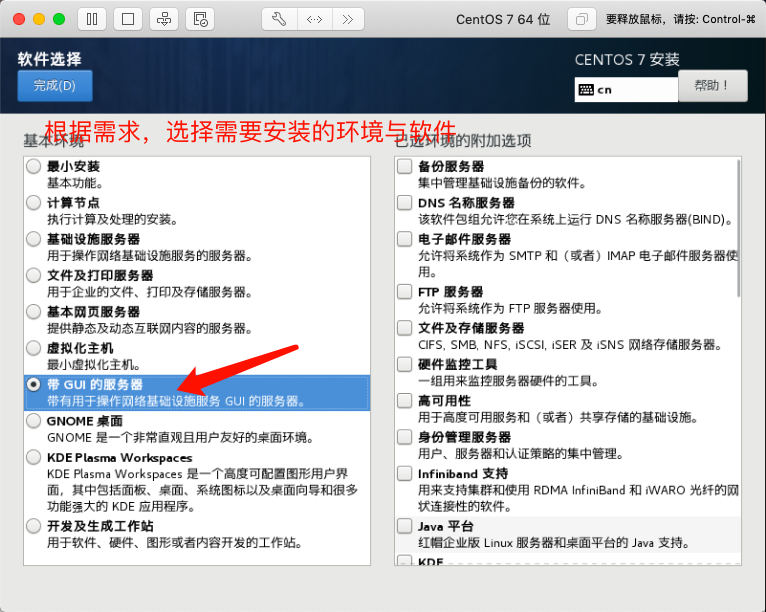 CentOS 7 64 位
要释放鼠标，请按: Control-⌘
软件选择
完成(D)
CENTOS 7 安装
cn
帮助！
根据需求，选择需要安装的环境与软件
基本环境
已选环境的附加选项
最小安装
基本功能。
计算节点
执行计算及处理的安装。
基础设施服务器
用于操作网络基础设施服务的服务器。
文件及打印服务器
用于企业的文件、打印及存储服务器。
基本网页服务器
提供静态及动态互联网内容的服务器。
虚拟化主机
最小虚拟化主机。
带 GUI 的服务器
带有用于操作网络基础设施服务 GUI 的服务器。
GNOME 桌面
GNOME 是一个非常直观且用户友好的桌面环境。
KDE Plasma Workspaces
KDE Plasma Workspaces 是一个高度可配置图形用户界
面，其中包括面板、桌面、系统图标以及桌面向导和很多
功能强大的 KDE 应用程序。
开发及生成工作站
用于软件、硬件、图形或者内容开发的工作站。
备份服务器
集中管理基础设施备份的软件。
DNS 名称服务器
该软件包组允许您在系统上运行 DNS 名称服务器(BIND)。
电子邮件服务器
允许将系统作为 SMTP 和（或者）IMAP 电子邮件服务器使
用。
FTP 服务器
允许将系统作为 FTP 服务器使用。
文件及存储服务器
CIFS, SMB, NFS, iSCSI, iSER 及 iSNS 网络存储服务器。
硬件监控工具
一组用来监控服务器硬件的工具。
高可用性
用于高度可用服务和（或者）共享存储的基础设施。
身份管理服务器
用户、服务器和认证策略的集中管理。
Infiniband 支持
用来支持集群和使用 RDMA InfiniBand 和 iWARO 光纤的网
状连接性的软件。
Java 平台
红帽企业版 Linux 服务器和桌面平台的 Java 支持。
KDE